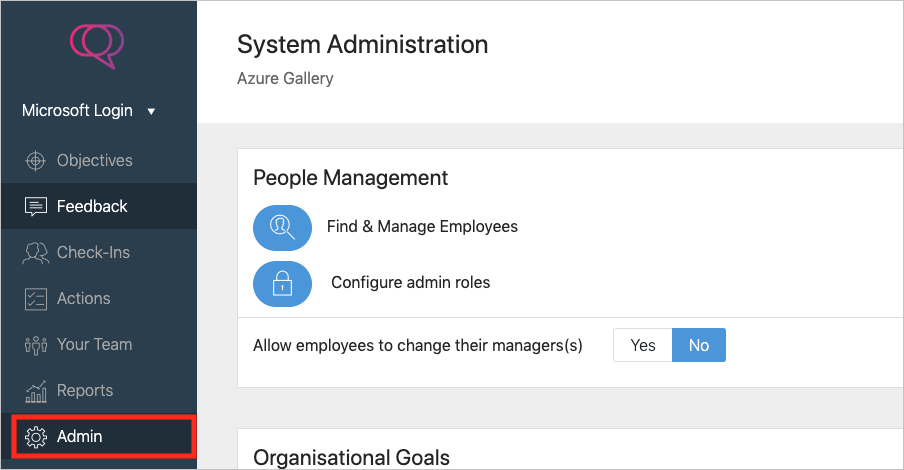 Microsoft Login
Objectives
Feedback
Check-Ins
Actions
Your Team
Reports
Admin
System Administration
Azure Gallery
People Management
Find & Manage Employees
Configure admin roles
Allow employees to change their managers(s)
Yes
No
Organisational Goals